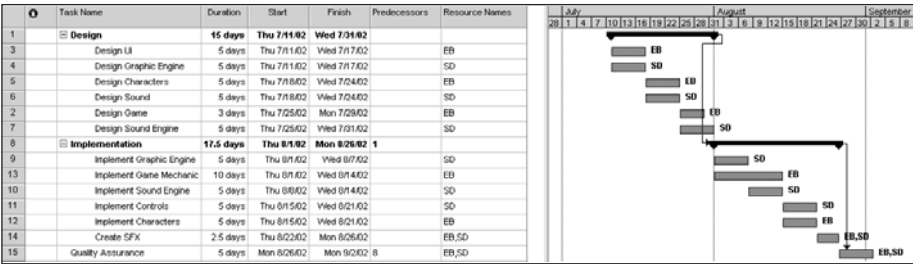 Task Name Duration Start Finish Predecessors Resource Names July August September
28 1 4 7 10 13 16 19 22 25 28 31 3 6 9 12 15 18 21 24 27 30 2 5 8
1 Design 15 days Thu 7/11/02 Wed 7/31/02
3 Design UI 5 days Thu 7/11/02 Wed 7/17/02 EB EB
4 Design Graphic Engine 5 days Thu 7/11/02 Wed 7/17/02 SD SD
5 Design Characters 5 days Thu 7/18/02 Wed 7/24/02 EB EB
6 Design Sound 5 days Thu 7/18/02 Wed 7/24/02 SD SD
2 Design Game 3 days Thu 7/25/02 Mon 7/29/02 EB EB
7 Design Sound Engine 5 days Thu 7/25/02 Wed 7/31/02 SD SD
8 Implementation 17.5 days Thu 8/1/02 Mon 8/26/02 1
9 Implement Graphic Engine 5 days Thu 8/1/02 Wed 8/7/02 SD SD
13 Implement Game Mechanic 10 days Thu 8/1/02 Wed 8/14/02 EB EB
10 Implement Sound Engine 5 days Thu 8/8/02 Wed 8/14/02 SD SD
11 Implement Controls 5 days Thu 8/15/02 Wed 8/21/02 SD SD
12 Implement Characters 5 days Thu 8/15/02 Wed 8/21/02 EB EB
14 Create SFX 2.5 days Thu 8/22/02 Mon 8/26/02 EB,SD EB,SD
15 Quality Assurance 5 days Mon 8/26/02 Mon 9/2/02 8 EB,SD EB,SD